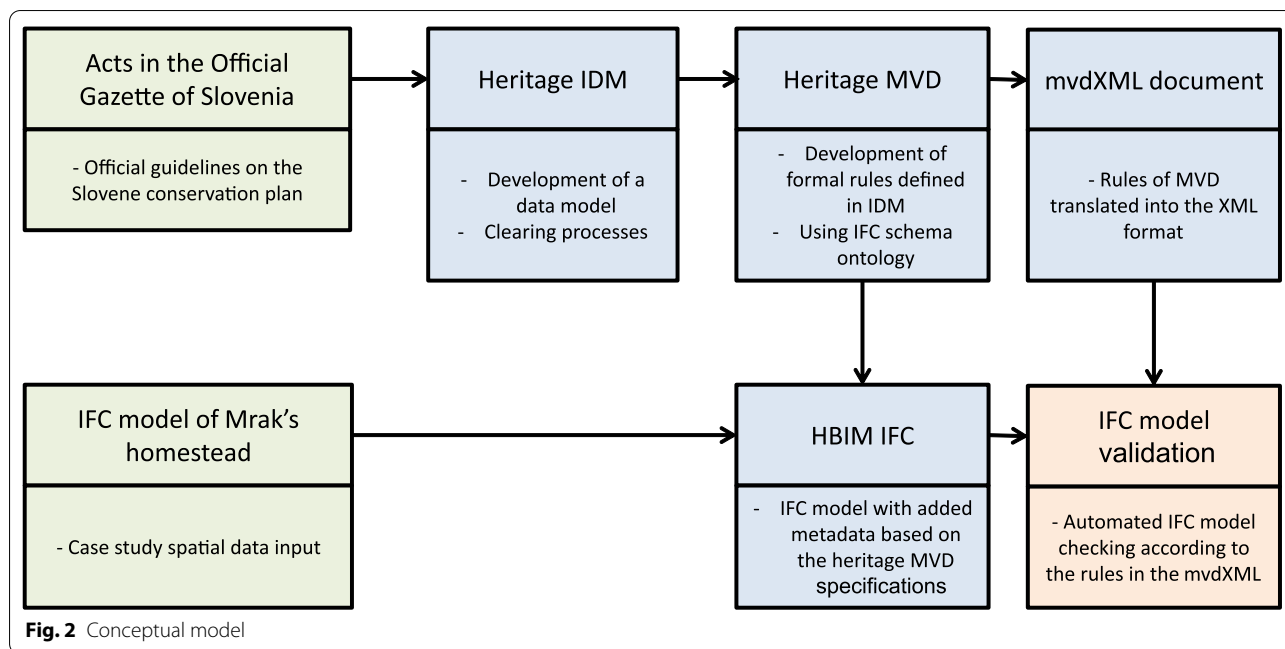 Acts in the Official
Gazette of Slovenia
- Official guidelines on the
Slovene conservation plan
Heritage IDM
- Development of a
data model
- Clearing processes
Heritage MVD
- Development of
formal rules defined
in IDM
- Using IFC schema
ontology
mvdXML document
- Rules of MVD
translated into the XML
format
IFC model of Mrak’s
homestead
- Case study spatial data input
HBIM IFC
- IFC model with added
metadata based on
the heritage MVD
specifications
IFC model
validation
- Automated IFC model
checking according to
the rules in the mvdXML
Fig. 2 Conceptual model